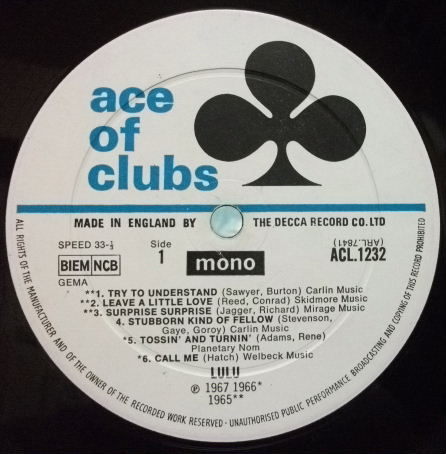 ace
of
clubs
MADE IN ENGLAND BY THE DECCA RECORD CO. LTD
SPEED 33-⅓ Side
1
BIEM NCB
GEMA
mono
(ARL.7841)
ACL.1232
**1. TRY TO UNDERSTAND (Sawyer, Burton) Carlin Music
**2. LEAVE A LITTLE LOVE (Reed, Conrad) Skidmore Music
**3. SURPRISE SURPRISE (Jagger, Richard) Mirage Music
4. STUBBORN KIND OF FELLOW (Stevenson,
Gaye, Goroy) Carlin Music
*5. TOSSIN' AND TURNIN' (Adams, Rene)
Planetary Nom
*6. CALL ME (Hatch) Welbeck Music
LULU
℗ 1967 1966*
1965**
ALL RIGHTS OF THE MANUFACTURER AND OF THE OWNER OF THE RECORDED WORK RESERVED - UNAUTHORISED PUBLIC PERFORMANCE, BROADCASTING AND COPYING OF THIS RECORD PROHIBITED